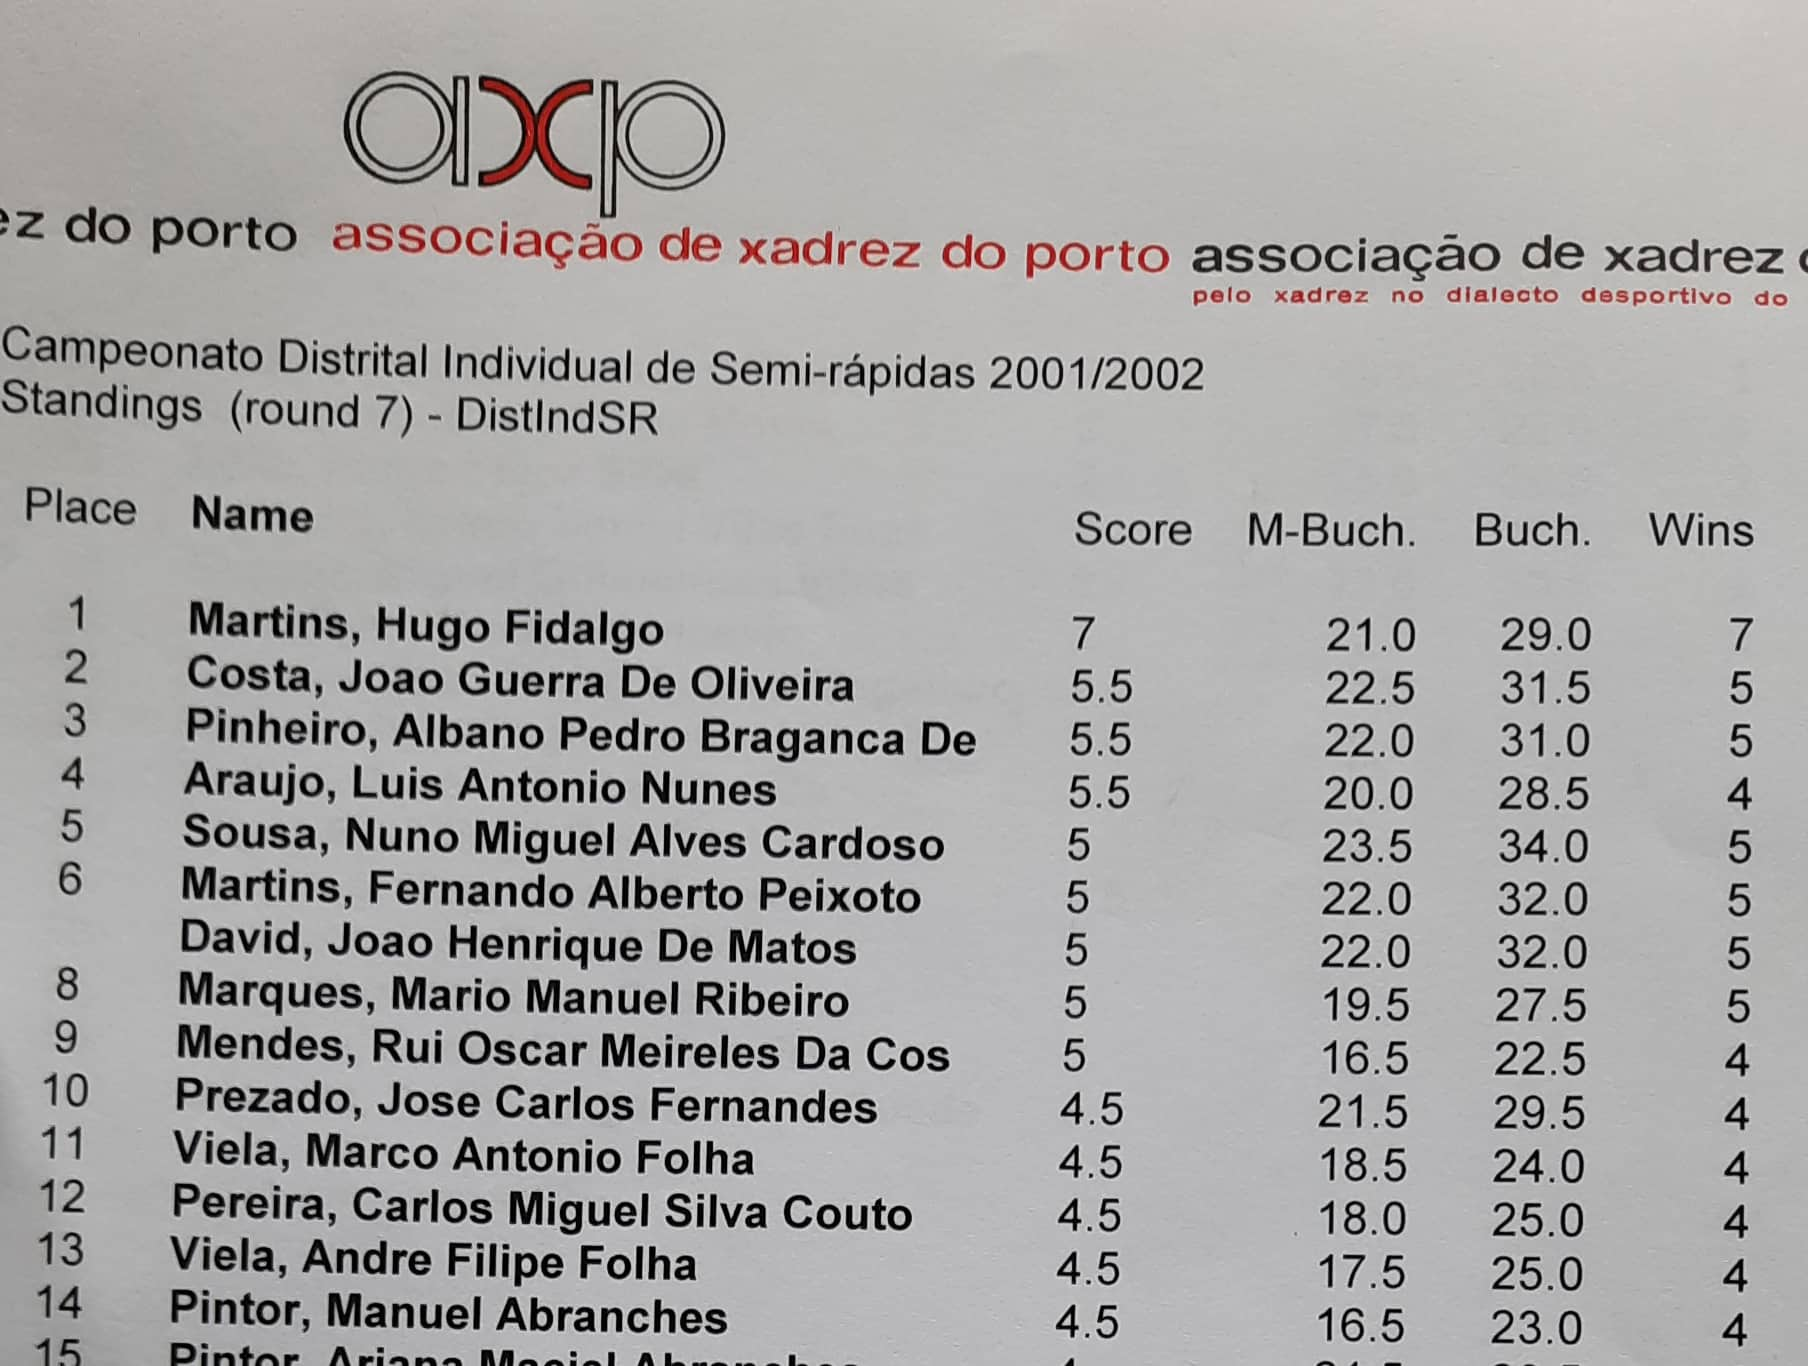 axp
do porto associação de xadrez do porto associação de xadrez
pelo xadrez no dialecto desportivo do
Campeonato Distrital Individual de Semi-rápidas 2001/2002
Standings (round 7) - DistIndSR
Place Name Score M-Buch. Buch. Wins
1 Martins, Hugo Fidalgo 7 21.0 29.0 7
2 Costa, Joao Guerra De Oliveira 5.5 22.5 31.5 5
3 Pinheiro, Albano Pedro Braganca De 5.5 22.0 31.0 5
4 Araujo, Luis Antonio Nunes 5.5 20.0 28.5 4
5 Sousa, Nuno Miguel Alves Cardoso 5 23.5 34.0 5
6 Martins, Fernando Alberto Peixoto 5 22.0 32.0 5
David, Joao Henrique De Matos 5 22.0 32.0 5
8 Marques, Mario Manuel Ribeiro 5 19.5 27.5 5
9 Mendes, Rui Oscar Meireles Da Cos 5 16.5 22.5 4
10 Prezado, Jose Carlos Fernandes 4.5 21.5 29.5 4
11 Viela, Marco Antonio Folha 4.5 18.5 24.0 4
12 Pereira, Carlos Miguel Silva Couto 4.5 18.0 25.0 4
13 Viela, Andre Filipe Folha 4.5 17.5 25.0 4
14 Pintor, Manuel Abranches 4.5 16.5 23.0 4
15 Pintor, Ariana Maciel